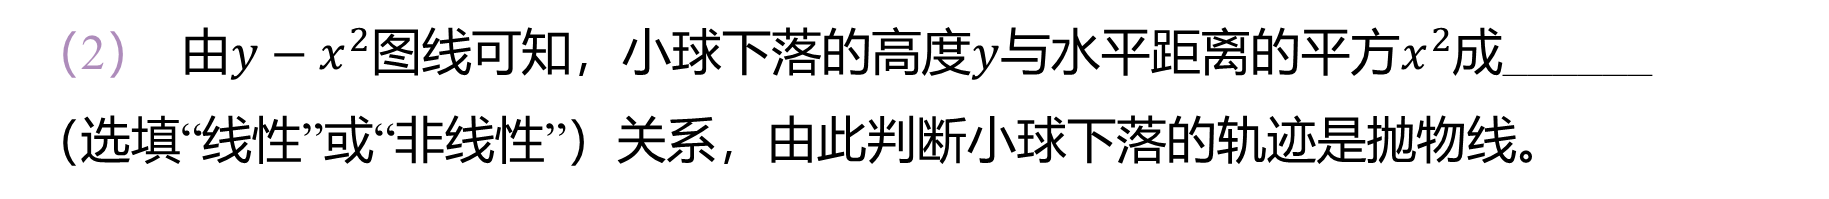 （2） 由y − x²图线可知，小球下落的高度y与水平距离的平方x²成______
（选填“线性”或“非线性”）关系，由此判断小球下落的轨迹是抛物线。